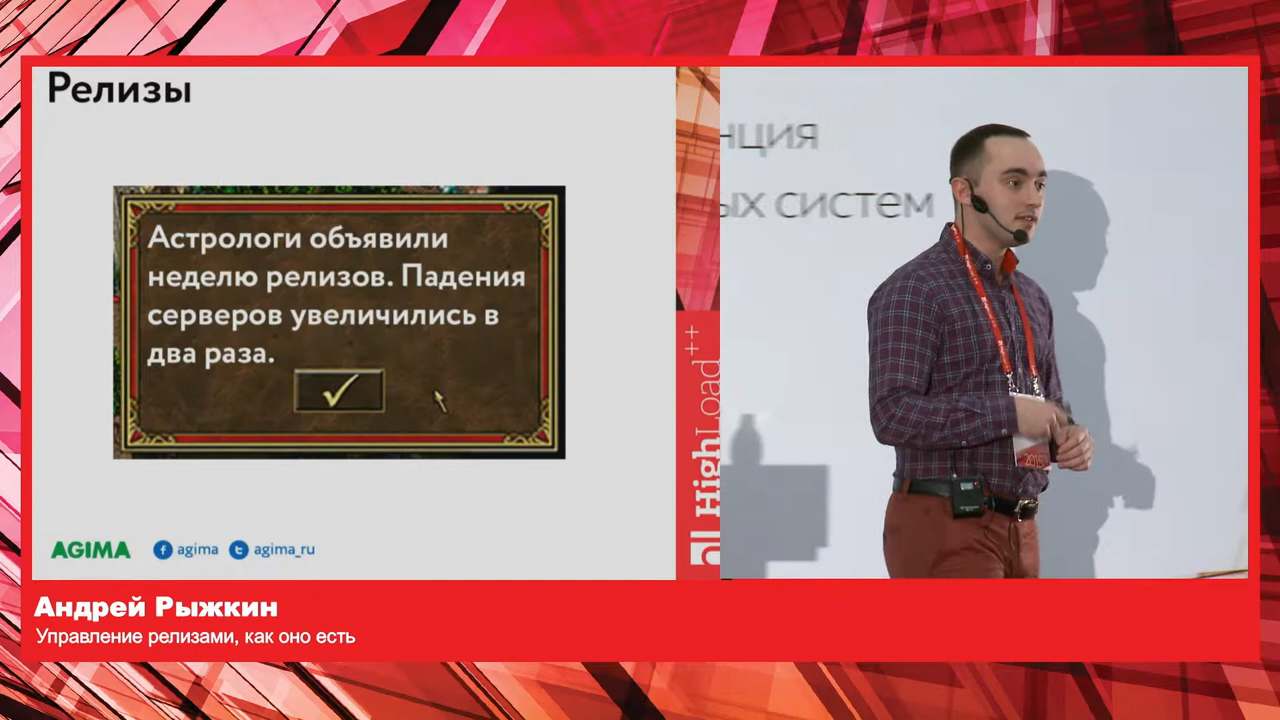 Релизы
Астрологи объявили
неделю релизов. Падения
серверов увеличились в
два раза.
AGIMA
agima
agima_ru
HighLoad++
нция
ых систем
2015
Андрей Рыжкин
Управление релизами, как оно есть